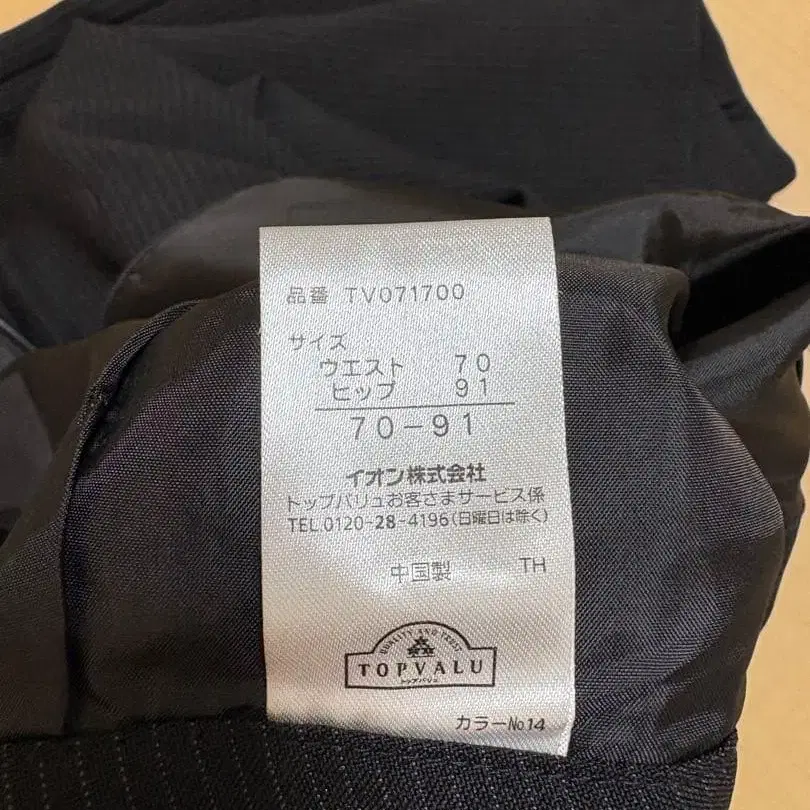 品番 TV071700
サイズ
ウエスト 70
ヒップ 91
70-91
イオン株式会社
トップバリュお客さまサービス係
TEL.0120-28-4196(日曜日は除く)
中国製 TH
QUALITY AND TRUST
TOPVALU
トップバリュ
カラーNo.14